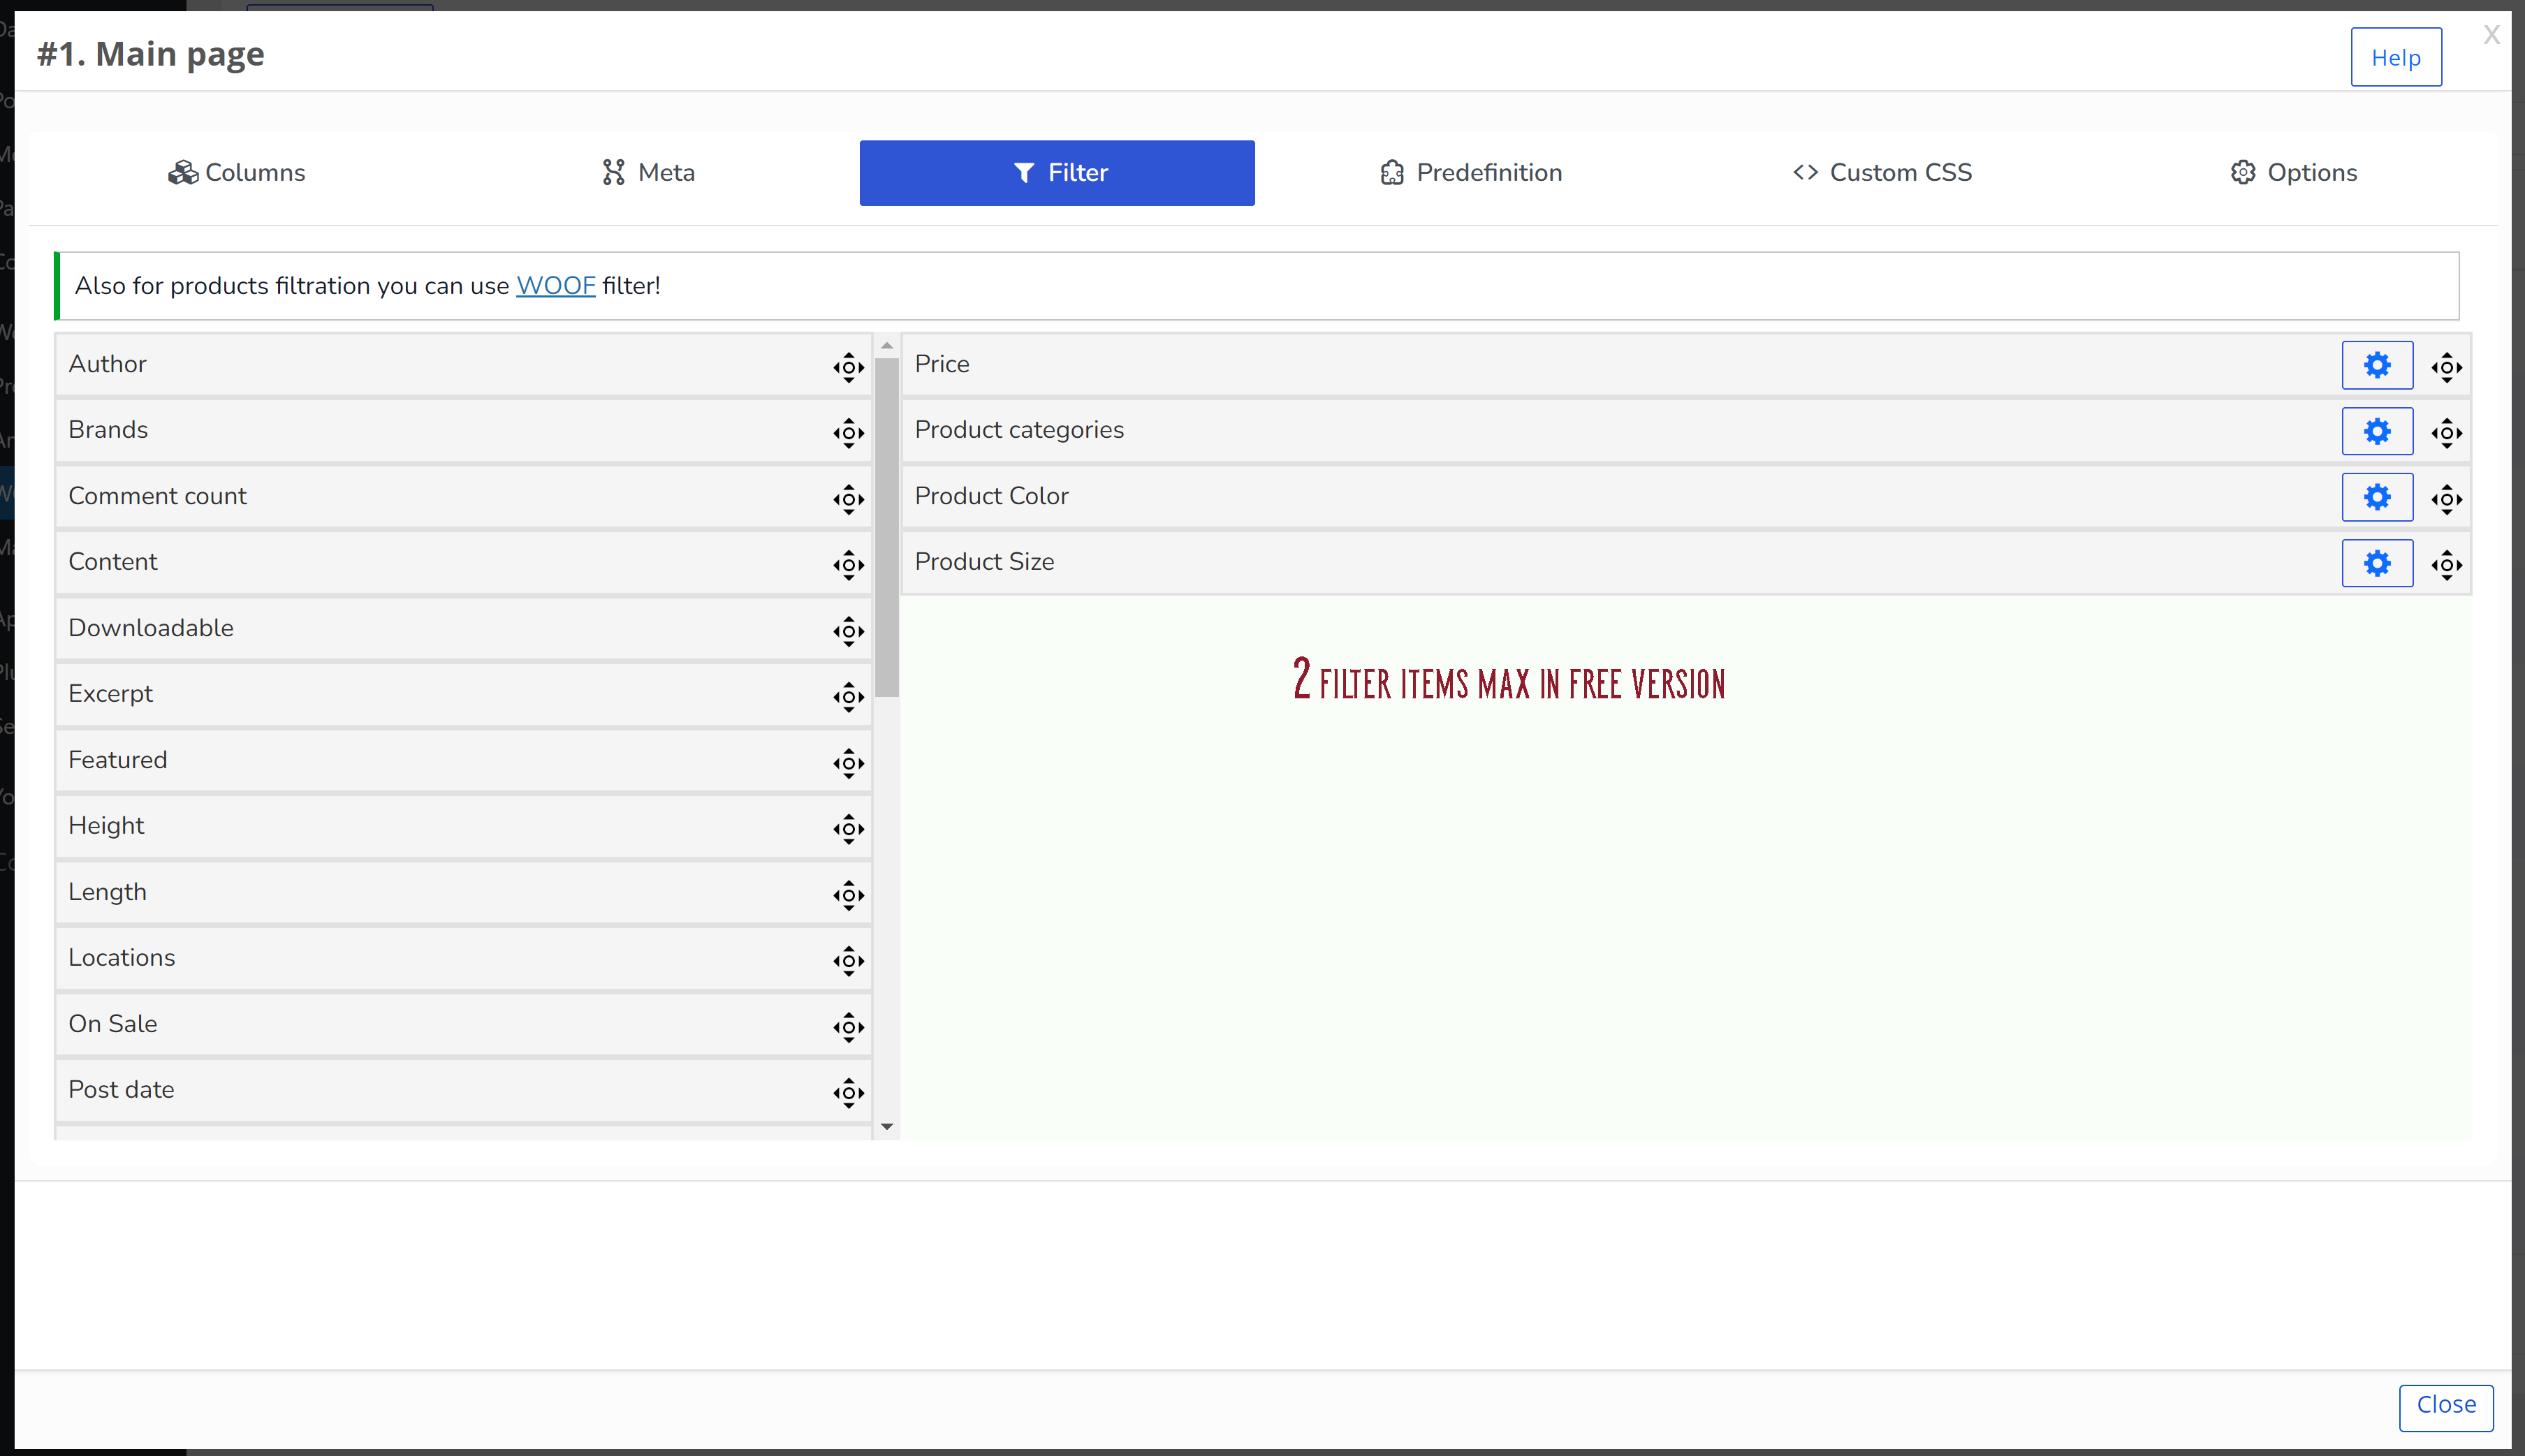 #1. Main page
Help
X
Columns
Meta
Filter
Predefinition
Custom CSS
Options
Also for products filtration you can use WOOF filter!
Author
Brands
Comment count
Content
Downloadable
Excerpt
Featured
Height
Length
Locations
On Sale
Post date
Price
Product categories
Product Color
Product Size
2 FILTER ITEMS MAX IN FREE VERSION
Close